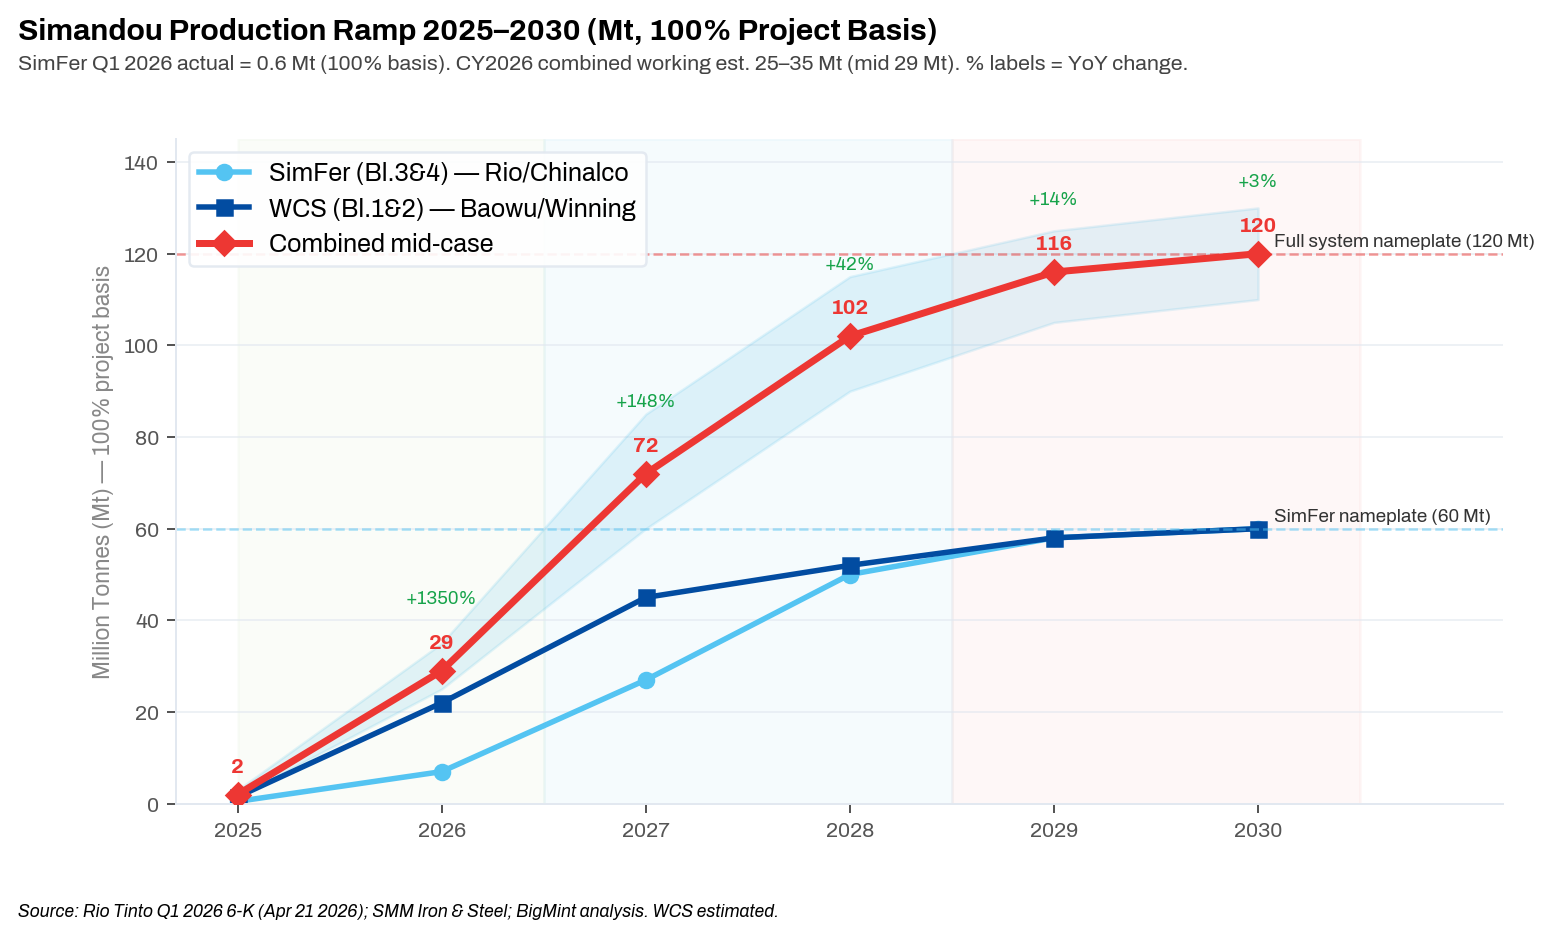 Simandou Production Ramp 2025–2030 (Mt, 100% Project Basis)
SimFer Q1 2026 actual = 0.6 Mt (100% basis). CY2026 combined working est. 25–35 Mt (mid 29 Mt). % labels = YoY change.
SimFer (Bl.3&4) — Rio/Chinalco
WCS (Bl.1&2) — Baowu/Winning
Combined mid-case
Million Tonnes (Mt) — 100% project basis
140
120
100
80
60
40
20
0
2
29
+1350%
72
+148%
102
+42%
116
+14%
120
+3%
Full system nameplate (120 Mt)
SimFer nameplate (60 Mt)
2025
2026
2027
2028
2029
2030
Source: Rio Tinto Q1 2026 6-K (Apr 21 2026); SMM Iron & Steel; BigMint analysis. WCS estimated.